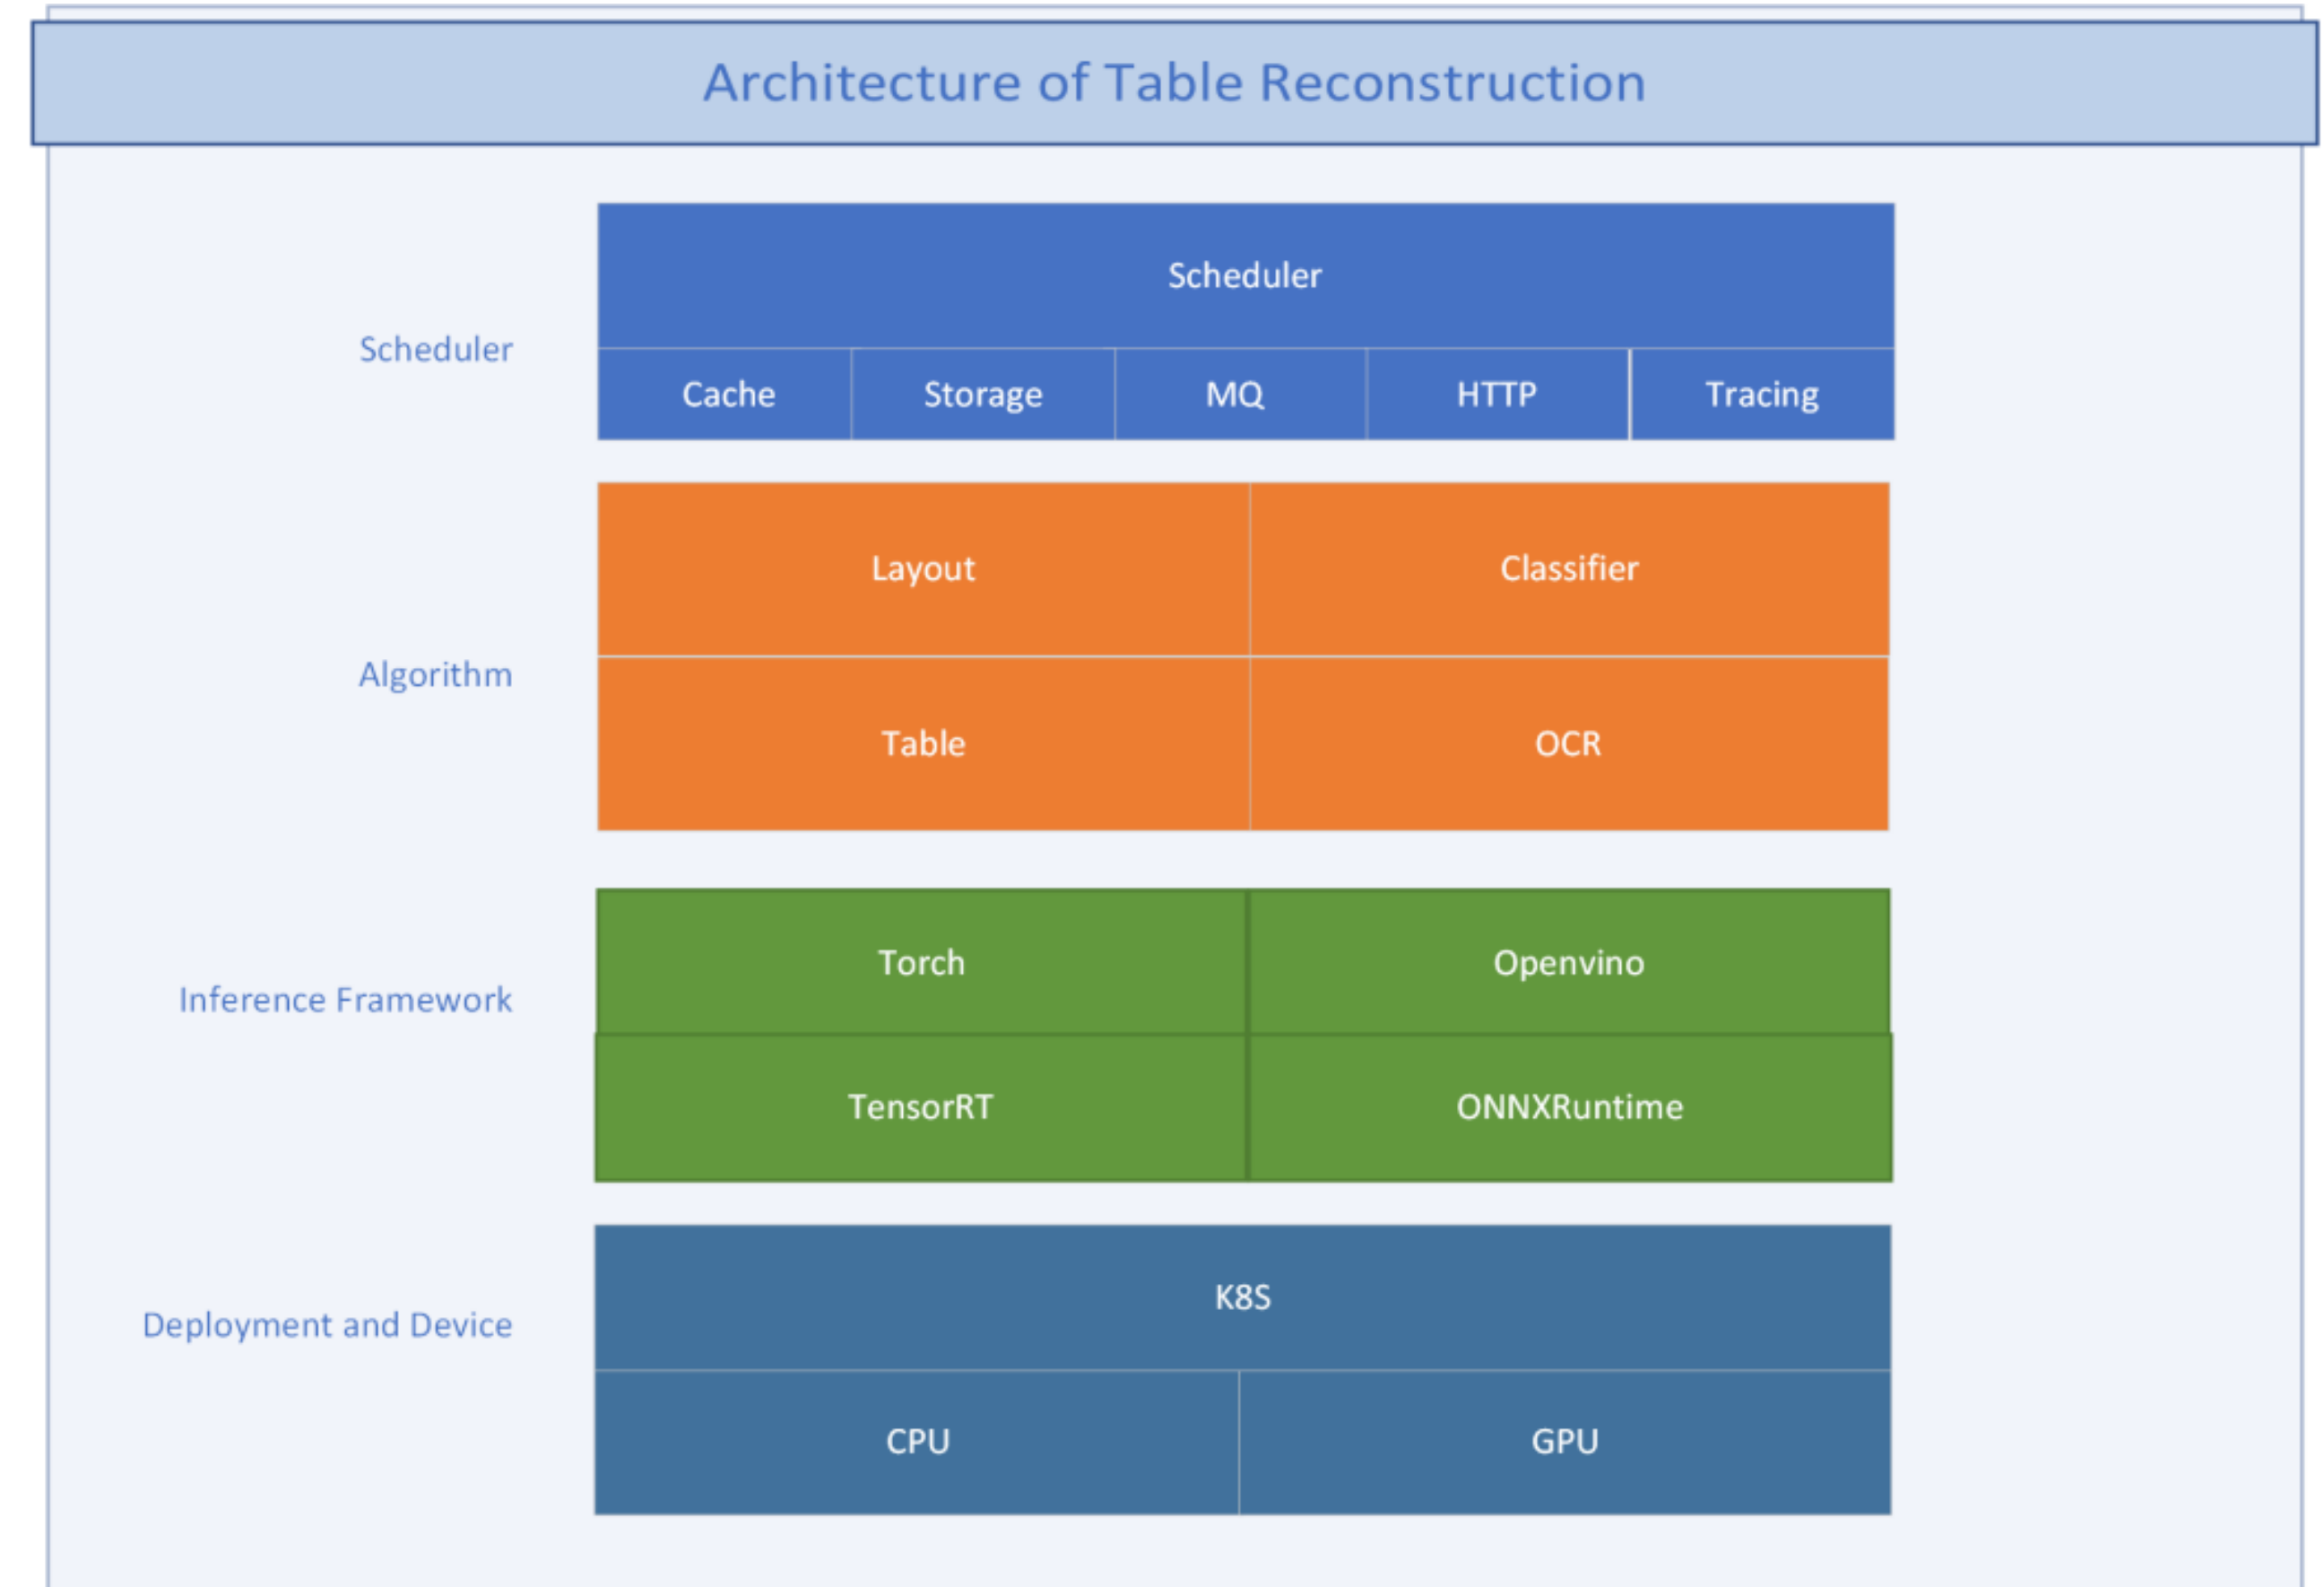 Architecture of Table Reconstruction
Scheduler
Scheduler
Cache Storage MQ HTTP Tracing
Algorithm
Layout Classifier
Table OCR
Inference Framework
Torch Openvino
TensorRT ONNXRuntime
Deployment and Device
K8S
CPU GPU